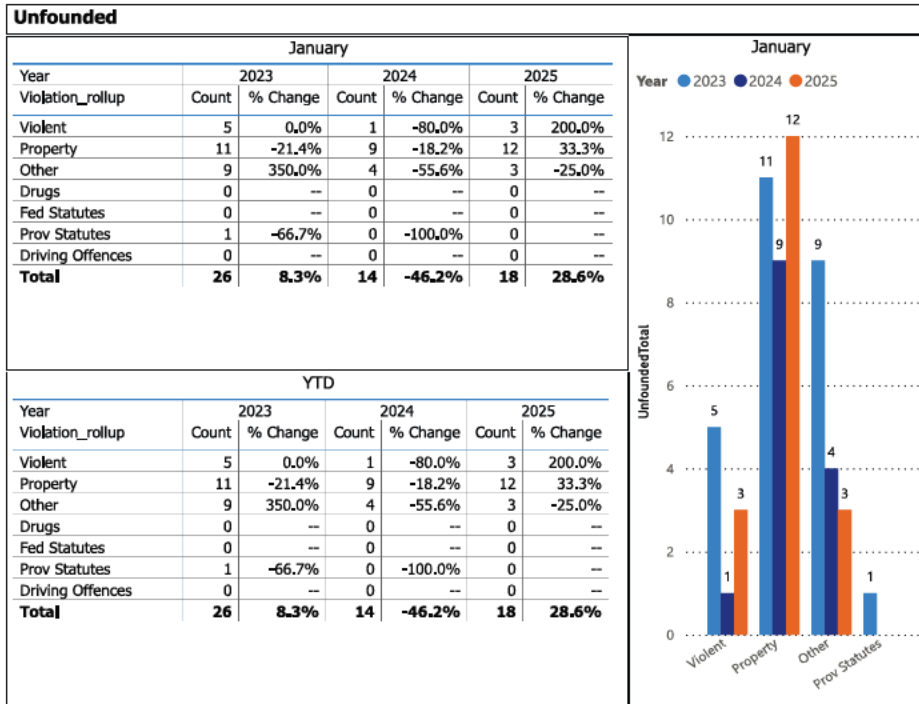 Unfounded
January
Year 2023 2024 2025
Violation_rollup Count % Change Count % Change Count % Change
Violent 5 0.0% 1 -80.0% 3 200.0%
Property 11 -21.4% 9 -18.2% 12 33.3%
Other 9 350.0% 4 -55.6% 3 -25.0%
Drugs 0 -- 0 -- 0 --
Fed Statutes 0 -- 0 -- 0 --
Prov Statutes 1 -66.7% 0 -100.0% 0 --
Driving Offences 0 -- 0 -- 0 --
Total 26 8.3% 14 -46.2% 18 28.6%
YTD
Year 2023 2024 2025
Violation_rollup Count % Change Count % Change Count % Change
Violent 5 0.0% 1 -80.0% 3 200.0%
Property 11 -21.4% 9 -18.2% 12 33.3%
Other 9 350.0% 4 -55.6% 3 -25.0%
Drugs 0 -- 0 -- 0 --
Fed Statutes 0 -- 0 -- 0 --
Prov Statutes 1 -66.7% 0 -100.0% 0 --
Driving Offences 0 -- 0 -- 0 --
Total 26 8.3% 14 -46.2% 18 28.6%
January
Year 2023 2024 2025
UnfoundedTotal
12
10
8
6
4
2
0
5
1
3
11
9
12
9
4
3
1
Violent
Property
Other
Prov Statutes